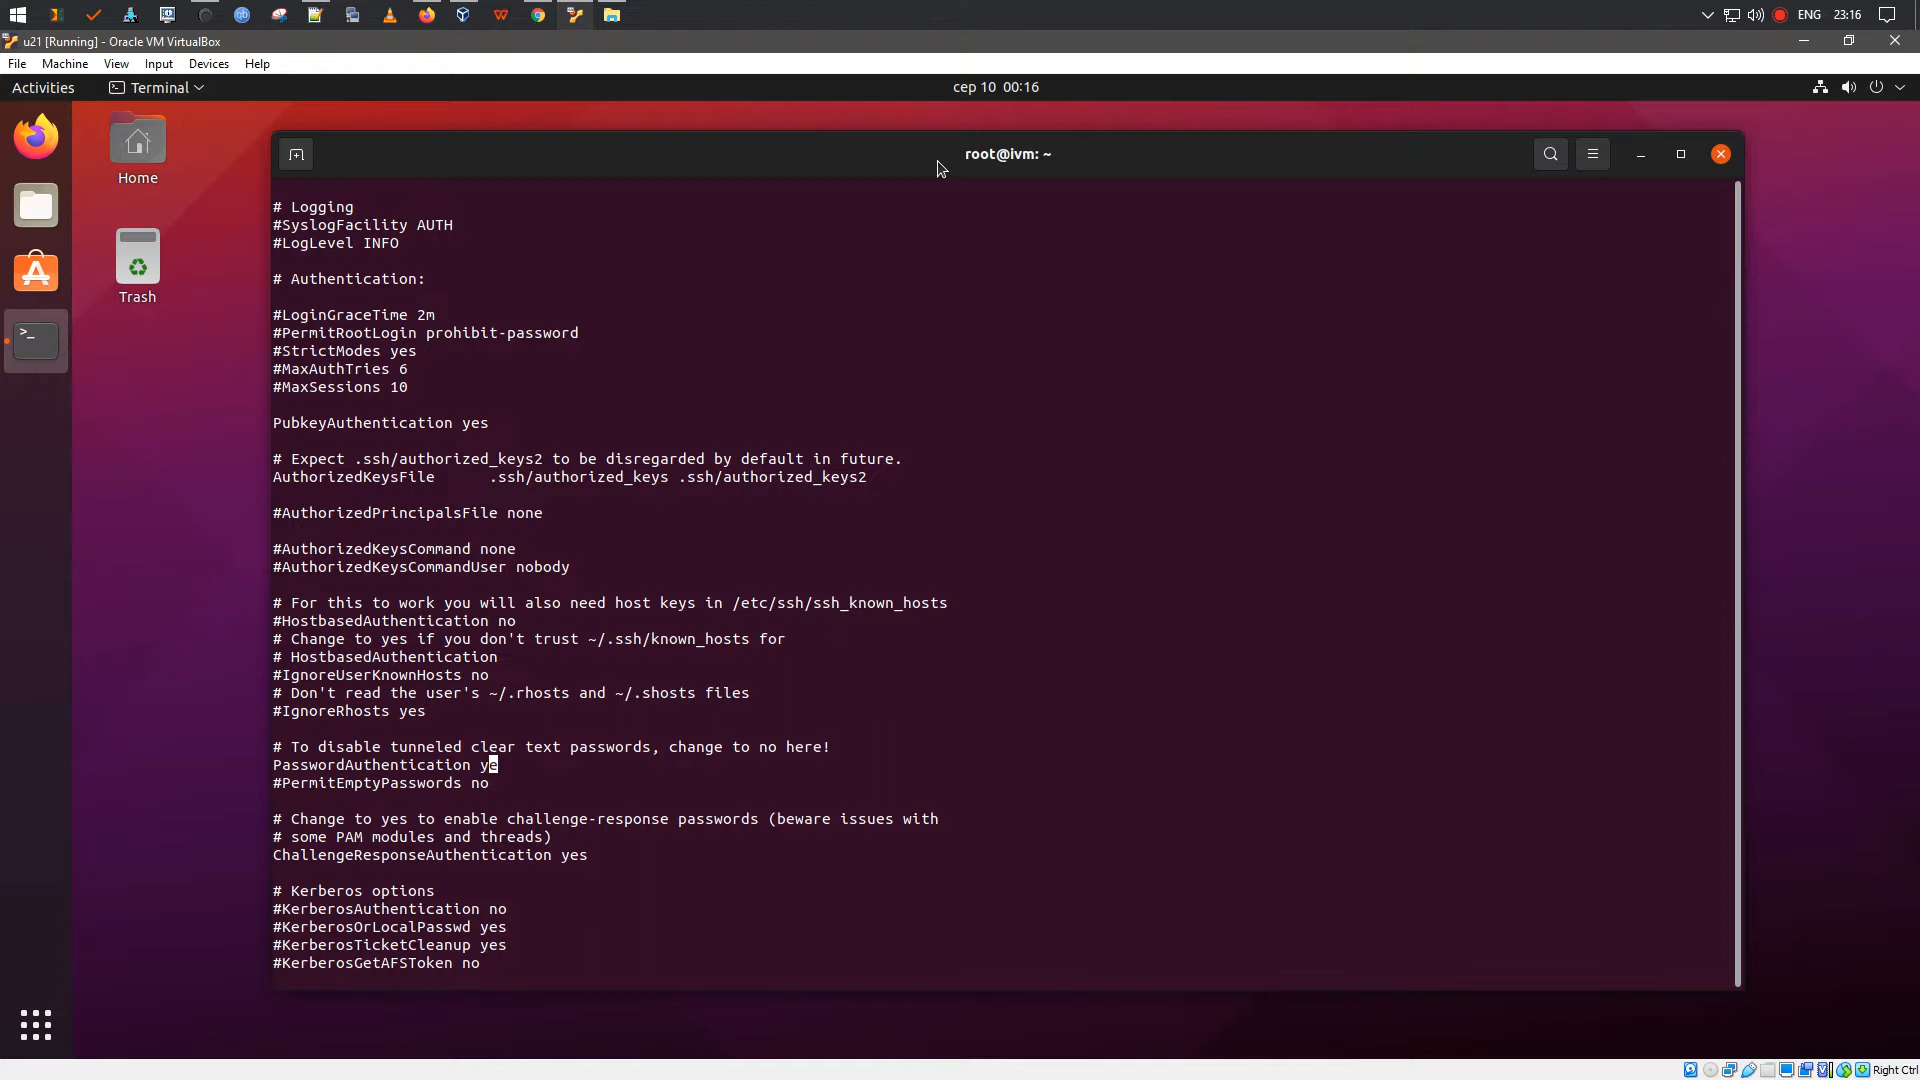 ENG 23:16
u21 [Running] - Oracle VM VirtualBox
File Machine View Input Devices Help
Activities Terminal сер 10 00:16
Home
Trash
root@ivm: ~
# Logging
#SyslogFacility AUTH
#LogLevel INFO
# Authentication:
#LoginGraceTime 2m
#PermitRootLogin prohibit-password
#StrictModes yes
#MaxAuthTries 6
#MaxSessions 10
PubkeyAuthentication yes
# Expect .ssh/authorized_keys2 to be disregarded by default in future.
AuthorizedKeysFile .ssh/authorized_keys .ssh/authorized_keys2
#AuthorizedPrincipalsFile none
#AuthorizedKeysCommand none
#AuthorizedKeysCommandUser nobody
# For this to work you will also need host keys in /etc/ssh/ssh_known_hosts
#HostbasedAuthentication no
# Change to yes if you don't trust ~/.ssh/known_hosts for
# HostbasedAuthentication
#IgnoreUserKnownHosts no
# Don't read the user's ~/.rhosts and ~/.shosts files
#IgnoreRhosts yes
# To disable tunneled clear text passwords, change to no here!
PasswordAuthentication ye
#PermitEmptyPasswords no
# Change to yes to enable challenge-response passwords (beware issues with
# some PAM modules and threads)
ChallengeResponseAuthentication yes
# Kerberos options
#KerberosAuthentication no
#KerberosOrLocalPasswd yes
#KerberosTicketCleanup yes
#KerberosGetAFSToken no
Right Ctrl